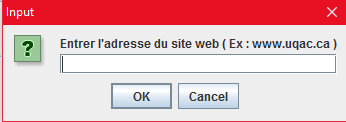 Input
Entrer l'adresse du site web ( Ex : www.uqac.ca )
OK Cancel